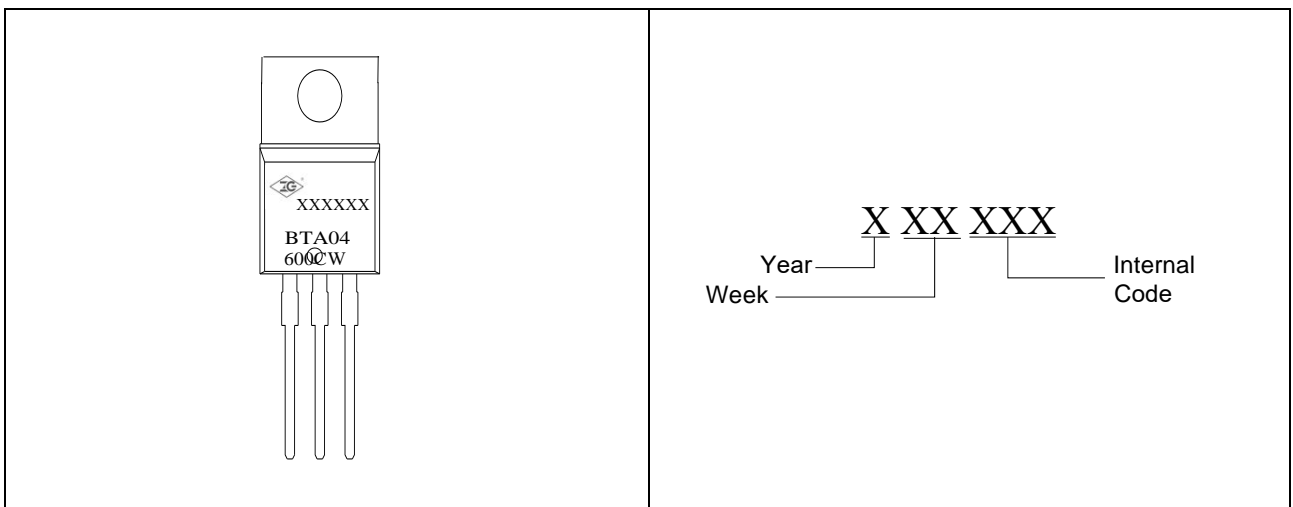 XXXXXX
BTA04
600CW
X XX XXX
Year
Week
Internal
Code